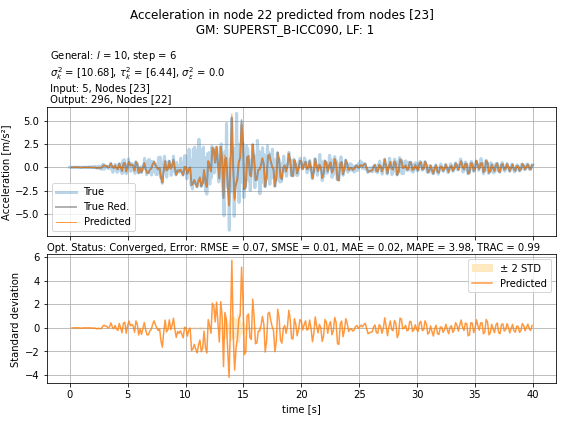 Acceleration in node 22 predicted from nodes [23]
GM: SUPERST_B-ICC090, LF: 1
General: l = 10, step = 6
σ²ₖ = [10.68], τ²ₖ = [6.44], σ²ε = 0.0
Input: 5, Nodes [23]
Output: 296, Nodes [22]
Acceleration [m/s²]
5.0
2.5
0.0
−2.5
−5.0
True
True Red.
Predicted
Opt. Status: Converged, Error: RMSE = 0.07, SMSE = 0.01, MAE = 0.02, MAPE = 3.98, TRAC = 0.99
Standard deviation
6
4
2
0
−2
−4
± 2 STD
Predicted
0 5 10 15 20 25 30 35 40
time [s]